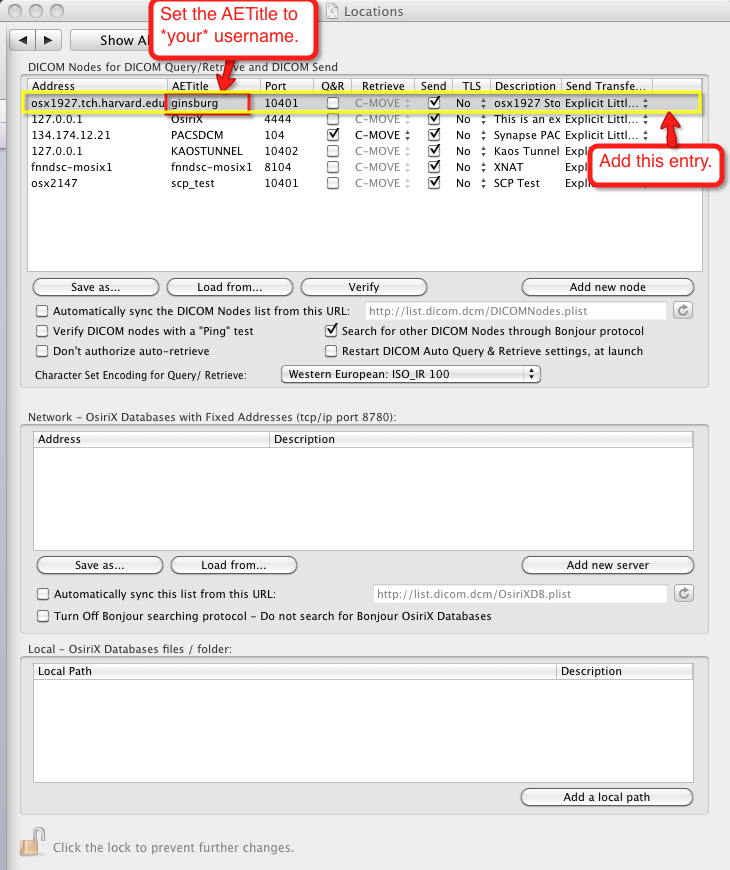 Locations
Set the AETitle to
*your* username.
Show Al
DICOM Nodes for DICOM Query/Retrieve and DICOM Send
Address AETitle Port Q&R Retrieve Send TLS Description Send Transfe...
osx1927.tch.harvard.edu ginsburg 10401 C-MOVE No osx1927 Sto Explicit Littl...
127.0.0.1 OsiriX 4444 C-MOVE No This is an ex Explicit Littl...
134.174.12.21 PACSDCM 104 C-MOVE No Synapse PAC Explicit Littl...
127.0.0.1 KAOSTUNNEL 10402 C-MOVE No Kaos Tunnel Expli
fnndsc-mosix1 fnndsc-mosix1 8104 C-MOVE No XNAT Expli
osx2147 scp_test 10401 C-MOVE No SCP Test Expli
Add this entry.
Save as... Load from... Verify Add new node
Automatically sync the DICOM Nodes list from this URL: http://list.dicom.dcm/DICOMNodes.plist
Verify DICOM nodes with a "Ping" test Search for other DICOM Nodes through Bonjour protocol
Don't authorize auto-retrieve Restart DICOM Auto Query & Retrieve settings, at launch
Character Set Encoding for Query/ Retrieve: Western European: ISO_IR 100
Network - OsiriX Databases with Fixed Addresses (tcp/ip port 8780):
Address Description
Save as... Load from... Add new server
Automatically sync this list from this URL: http://list.dicom.dcm/OsiriXDB.plist
Turn Off Bonjour searching protocol - Do not search for Bonjour OsiriX Databases
Local - OsiriX Databases files / folder:
Local Path Description
Add a local path
Click the lock to prevent further changes.